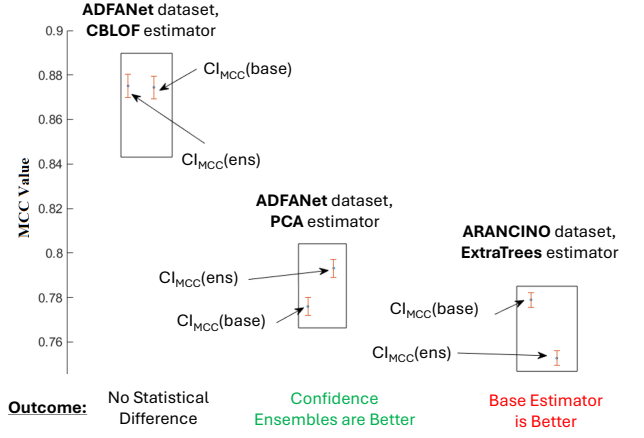 ADFANet dataset,
CBLOF estimator
0.9
0.88
0.86
0.84
0.82
0.8
0.78
0.76
MCC Value
CIMCC(base)
CIMCC(ens)
ADFANet dataset,
PCA estimator
CIMCC(ens)
CIMCC(base)
ARANCINO dataset,
ExtraTrees estimator
CIMCC(base)
CIMCC(ens)
Outcome:
No Statistical
Difference
Confidence
Ensembles are Better
Base Estimator
is Better